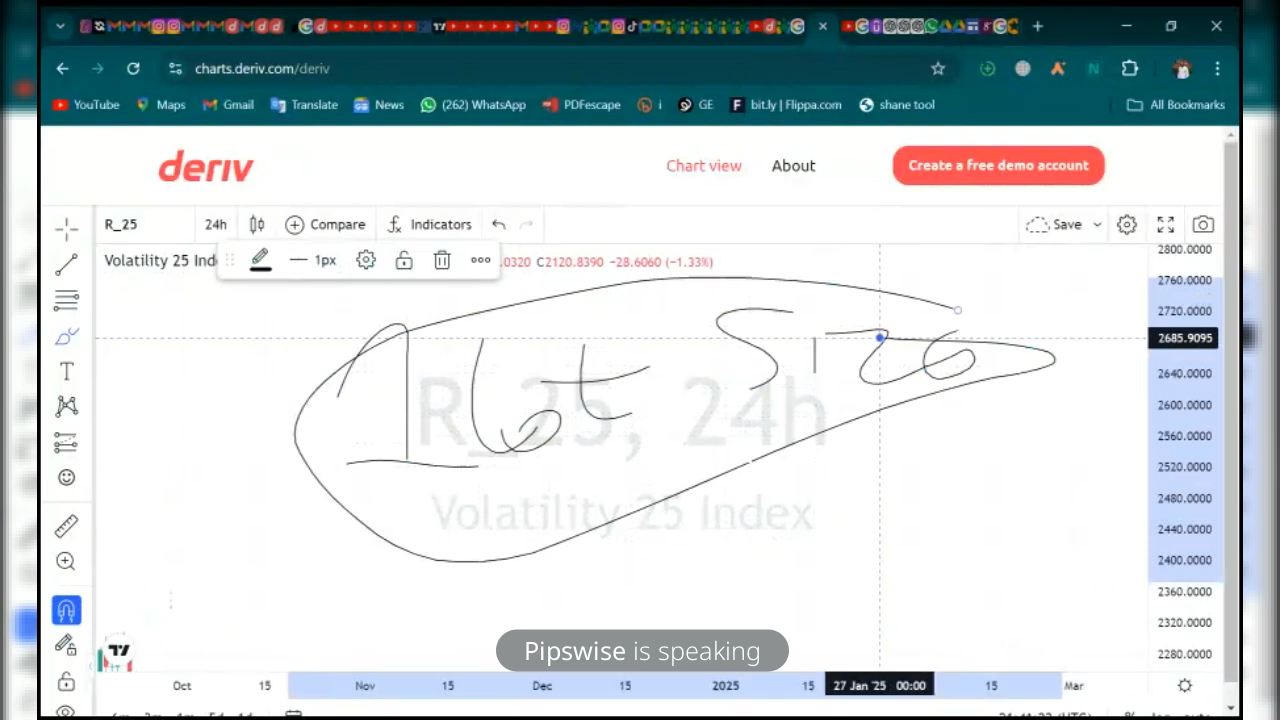 charts.deriv.com/deriv
YouTube Maps Gmail Translate News (262) WhatsApp PDFescape i GE bit.ly | Flippa.com shane tool All Bookmarks
deriv Chart view About Create a free demo account
R_25 24h Compare Indicators Save
Volatility 25 Ind 1px .0320 C2120.8390 −28.6060 (−1.33%)
2800.0000
2760.0000
2720.0000
2685.9095
2640.0000
2600.0000
2560.0000
2520.0000
2480.0000
2440.0000
2400.0000
2360.0000
2320.0000
2280.0000
1 lot Size
R_25, 24h
Volatility 25 Index
Pipswise is speaking
Oct 15 Nov 15 Dec 15 2025 15 27 Jan '25 00:00 15 Mar